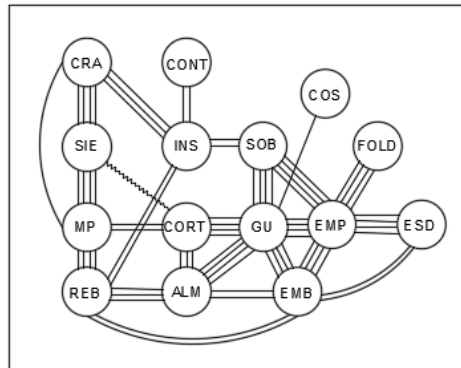 CRA
CONT
COS
SIE
INS
SOB
FOLD
MP
CORT
GU
EMP
ESD
REB
ALM
EMB